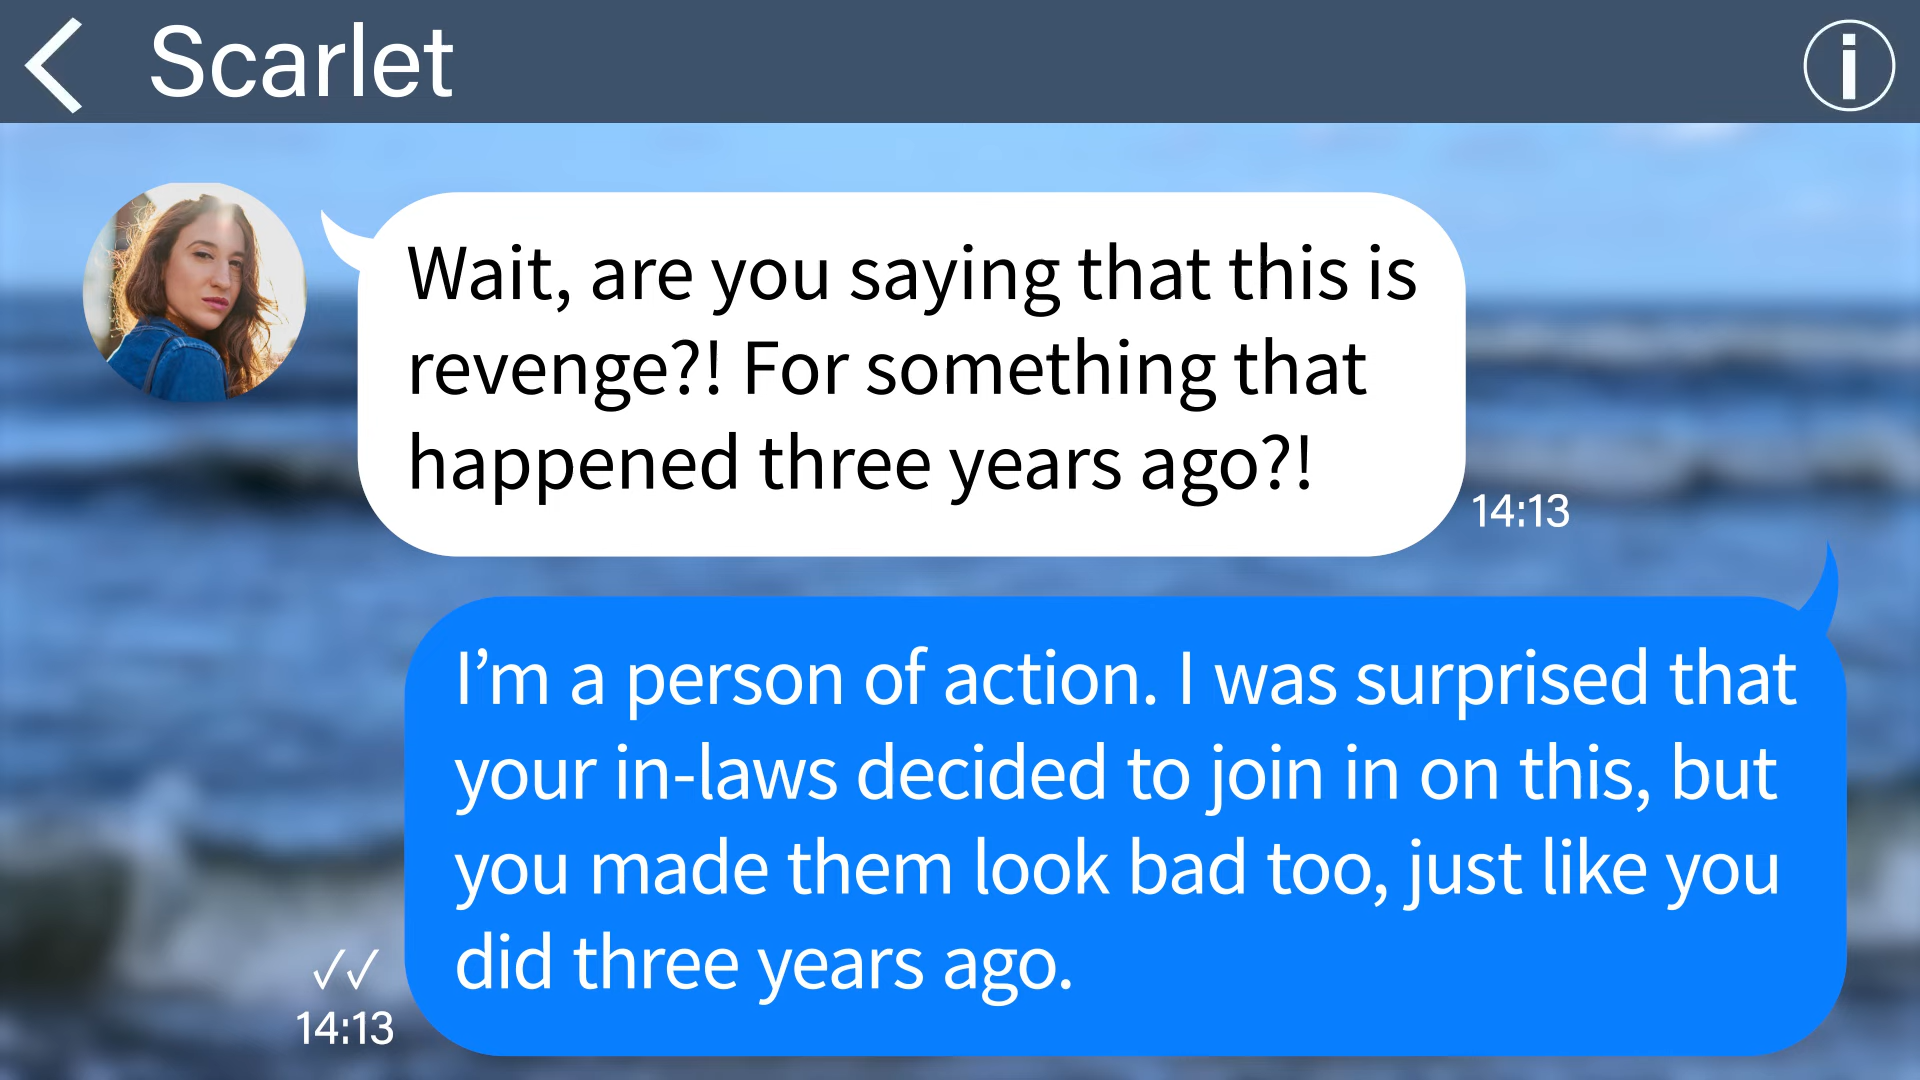 Scarlet
Wait, are you saying that this is
revenge?! For something that
happened three years ago?!
14:13
I’m a person of action. I was surprised that
your in-laws decided to join in on this, but
you made them look bad too, just like you
did three years ago.
14:13